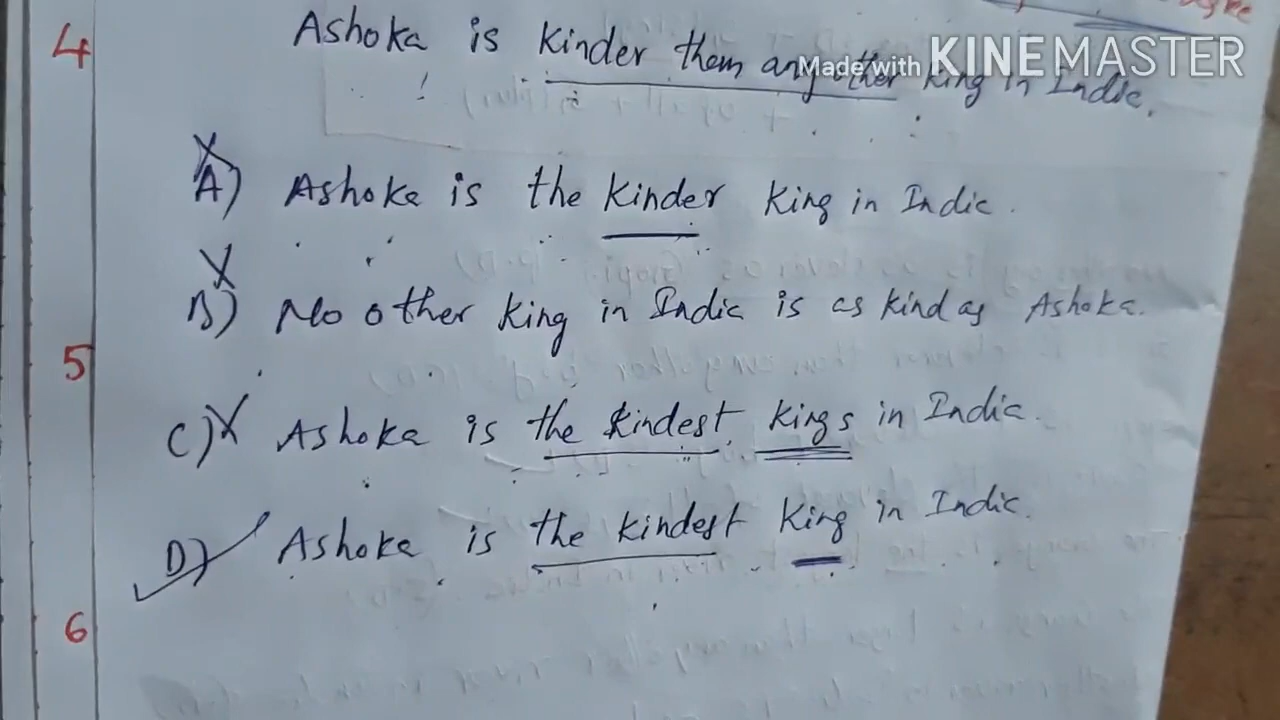 4
Ashoka is kinder them any other king in India.
A) Ashoka is the kinder King in India.
B) No other king in India is as kind as Ashoka.
5
C) X Ashoka is the kindest kings in India.
D) Ashoka is the kindest King in India.
6
Made with KINEMASTER